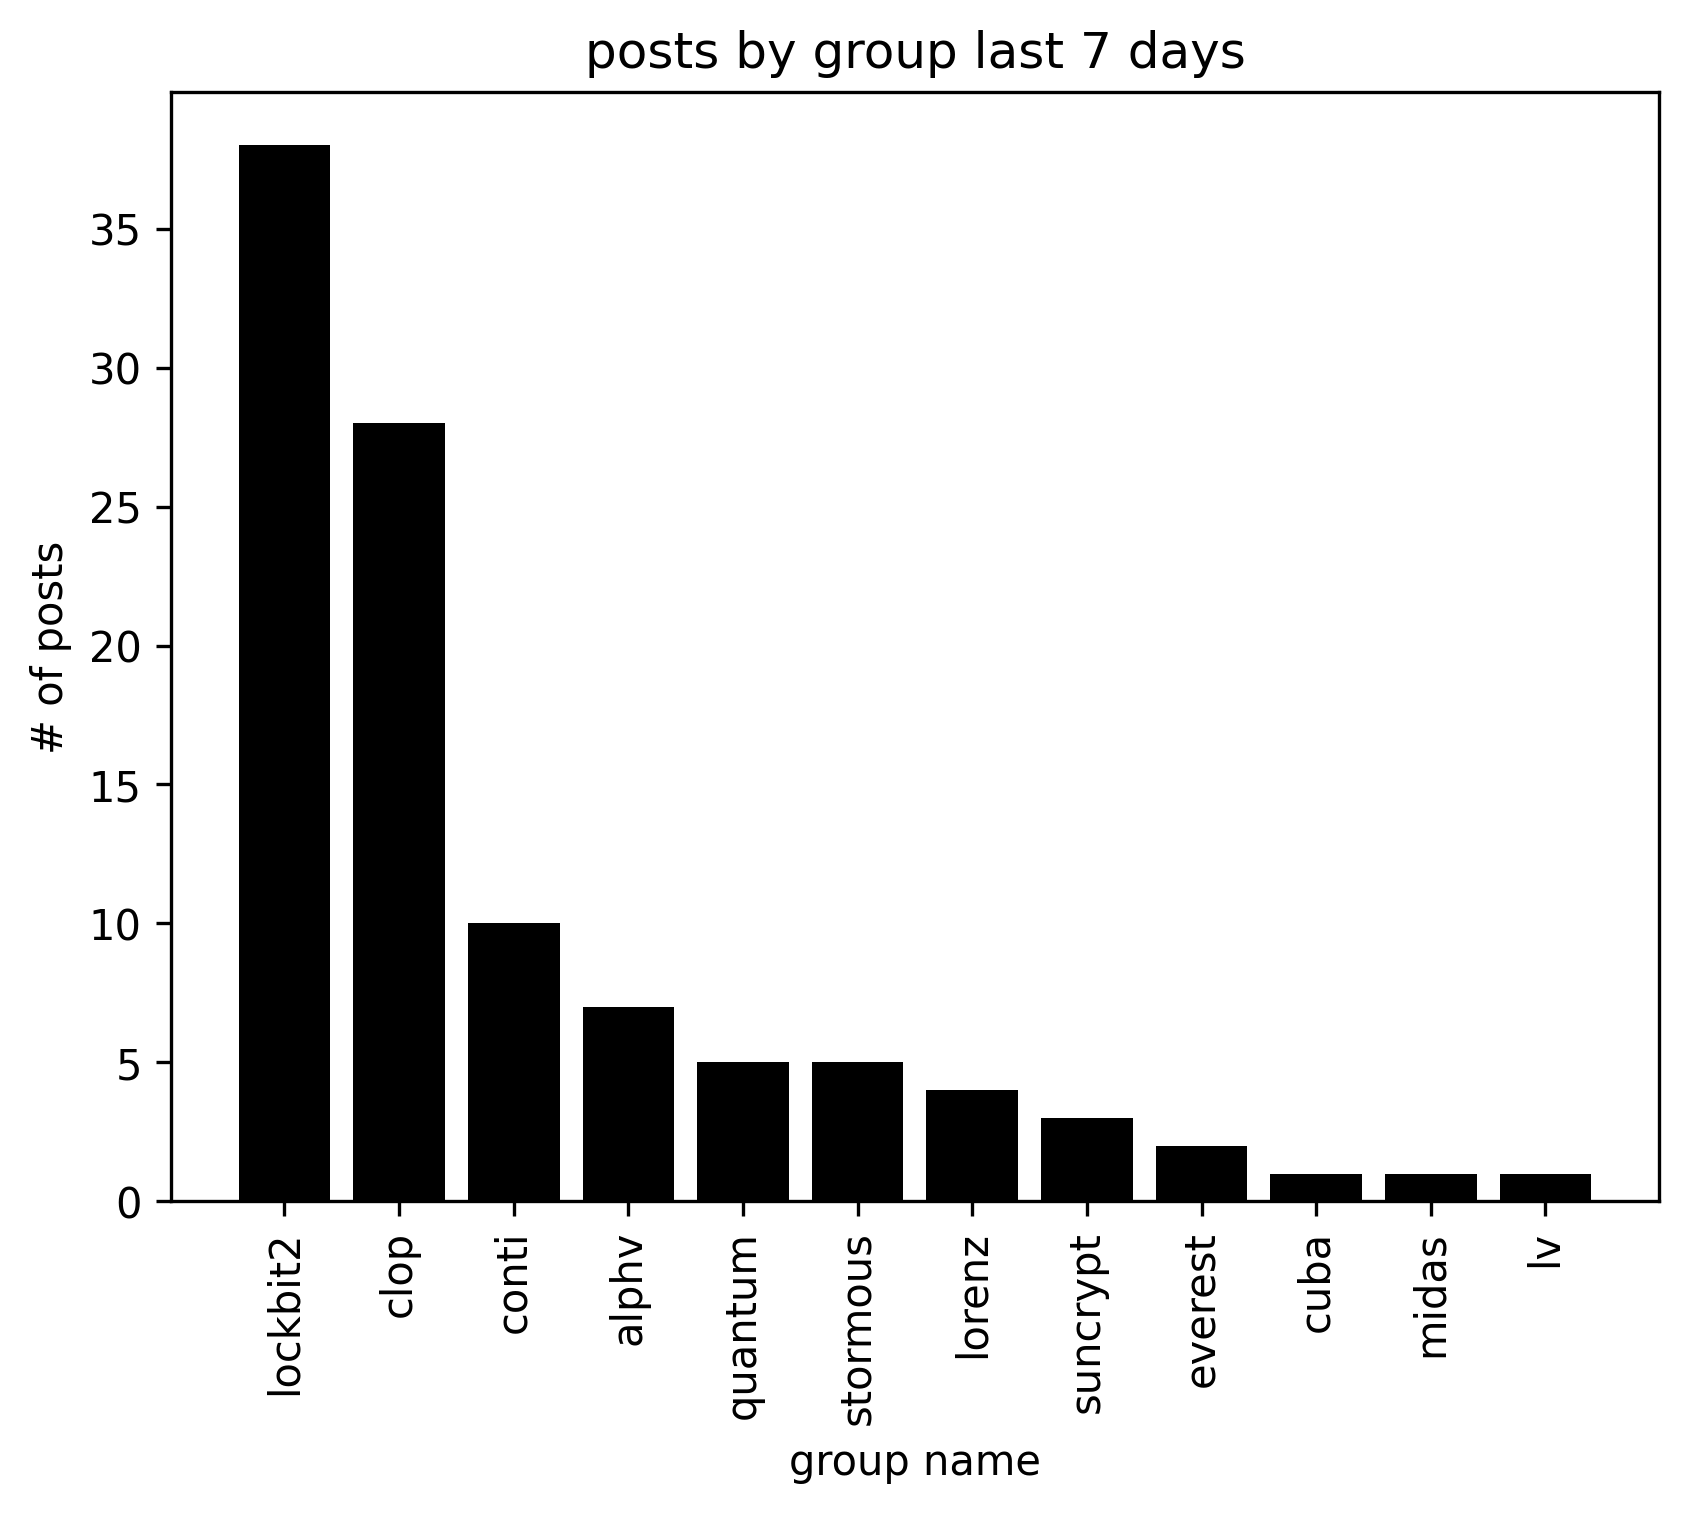 posts by group last 7 days
# of posts
35
30
25
20
15
10
5
0
lockbit2
clop
conti
alphv
quantum
stormous
lorenz
suncrypt
everest
cuba
midas
lv
group name